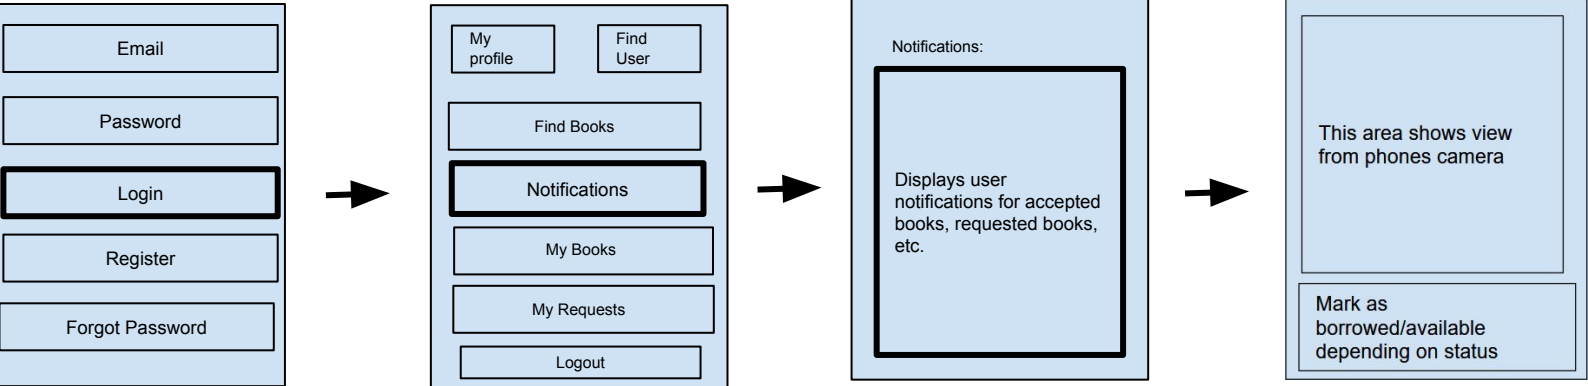 Email
Password
Login
Register
Forgot Password
My
profile
Find
User
Find Books
Notifications
My Books
My Requests
Logout
Notifications:
Displays user
notifications for accepted
books, requested books,
etc.
This area shows view
from phones camera
Mark as
borrowed/available
depending on status